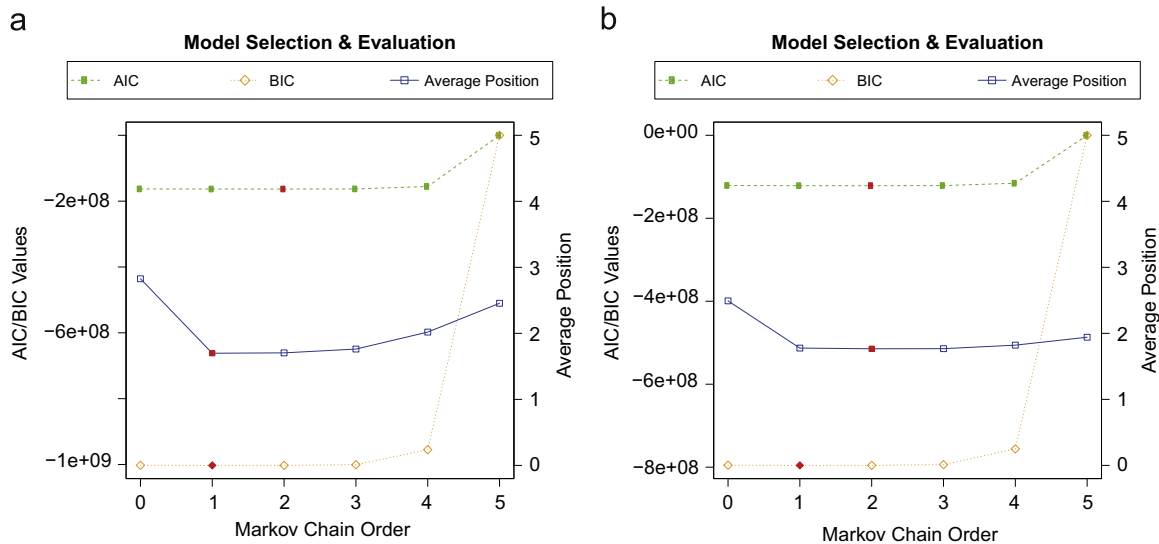 a
Model Selection & Evaluation
AIC BIC Average Position
AIC/BIC Values
−2e+08
−6e+08
−1e+09
5
4
3
2
1
0
Average Position
0 1 2 3 4 5
Markov Chain Order
b
Model Selection & Evaluation
AIC BIC Average Position
AIC/BIC Values
0e+00
−2e+08
−4e+08
−6e+08
−8e+08
5
4
3
2
1
0
Average Position
0 1 2 3 4 5
Markov Chain Order